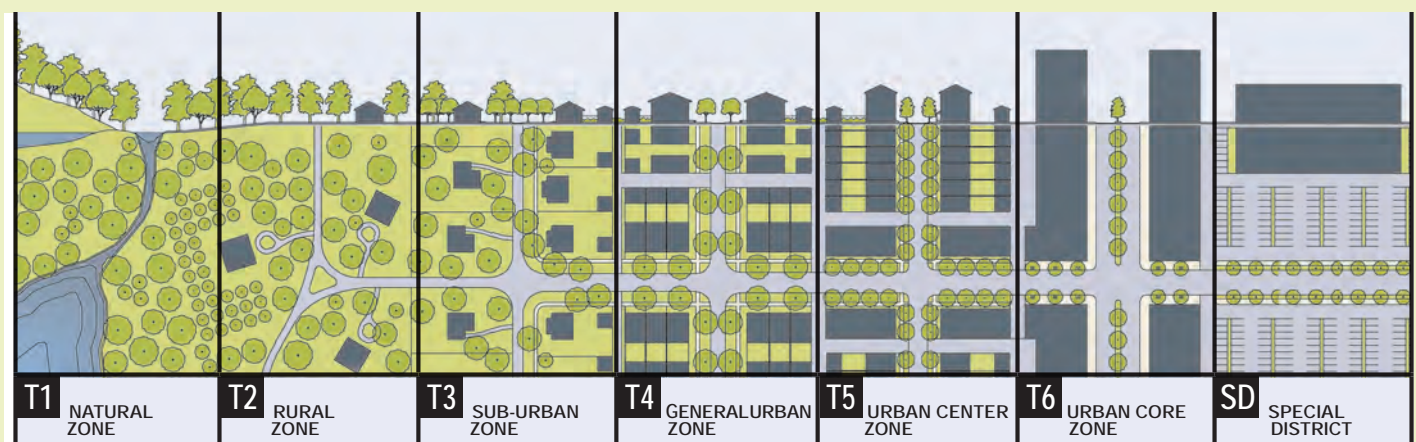 T1 NATURAL
ZONE
T2 RURAL
ZONE
T3 SUB-URBAN
ZONE
T4 GENERALURBAN
ZONE
T5 URBAN CENTER
ZONE
T6 URBAN CORE
ZONE
SD SPECIAL
DISTRICT